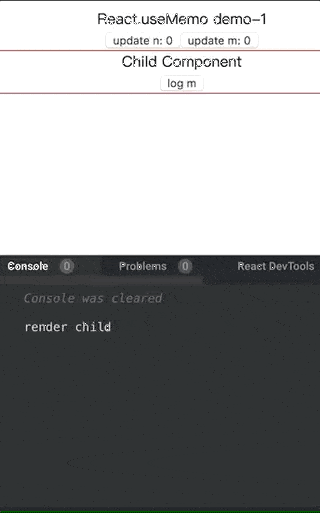 React.useMemo demo-1
update n: 0 update m: 0
Child Component
log m
Console 0 Problems 0 React DevTools
Console was cleared
render child